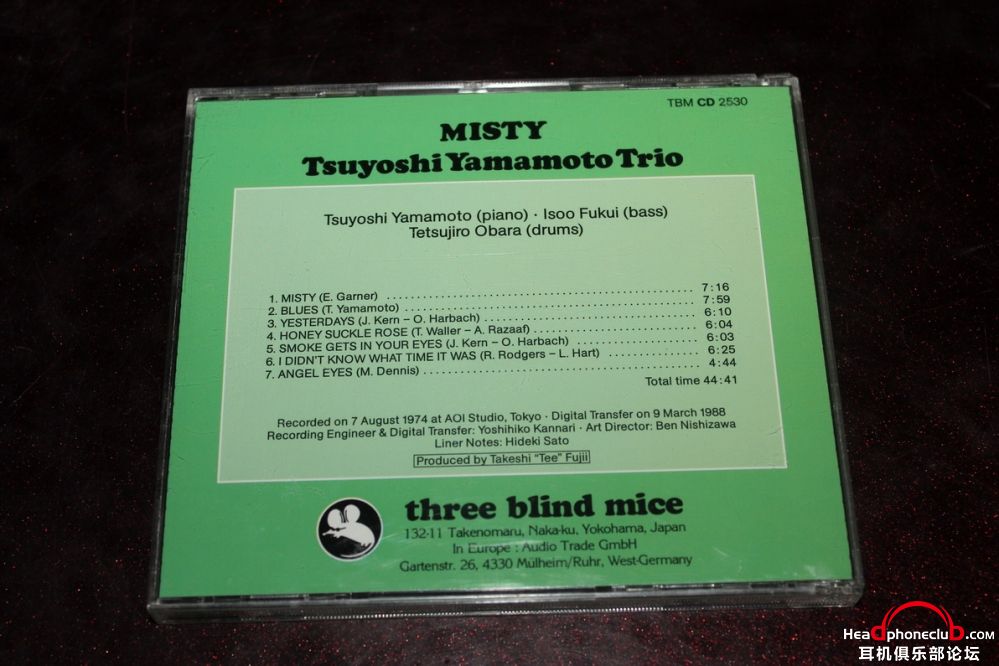 TBM CD 2530
MISTY
Tsuyoshi Yamamoto Trio
Tsuyoshi Yamamoto (piano) · Isoo Fukui (bass)
Tetsujiro Obara (drums)
1. MISTY (E. Garner) ........ 7:16
2. BLUES (T. Yamamoto) ........ 7:59
3. YESTERDAYS (J. Kern – O. Harbach) ........ 6:10
4. HONEY SUCKLE ROSE (T. Waller – A. Razaaf) ........ 6:04
5. SMOKE GETS IN YOUR EYES (J. Kern – O. Harbach) ........ 6:03
6. I DIDN'T KNOW WHAT TIME IT WAS (R. Rodgers – L. Hart) ........ 6:25
7. ANGEL EYES (M. Dennis) ........ 4:44
Total time 44:41
Recorded on 7 August 1974 at AOI Studio, Tokyo · Digital Transfer on 9 March 1988
Recording Engineer & Digital Transfer: Yoshihiko Kannari · Art Director: Ben Nishizawa
Liner Notes: Hideki Sato
Produced by Takeshi "Tee" Fujii
three blind mice
132-11 Takenomaru, Naka-ku, Yokohama, Japan
In Europe : Audio Trade GmbH
Gartenstr. 26, 4330 Mülheim/Ruhr, West-Germany
Headphoneclub.com
耳机俱乐部论坛